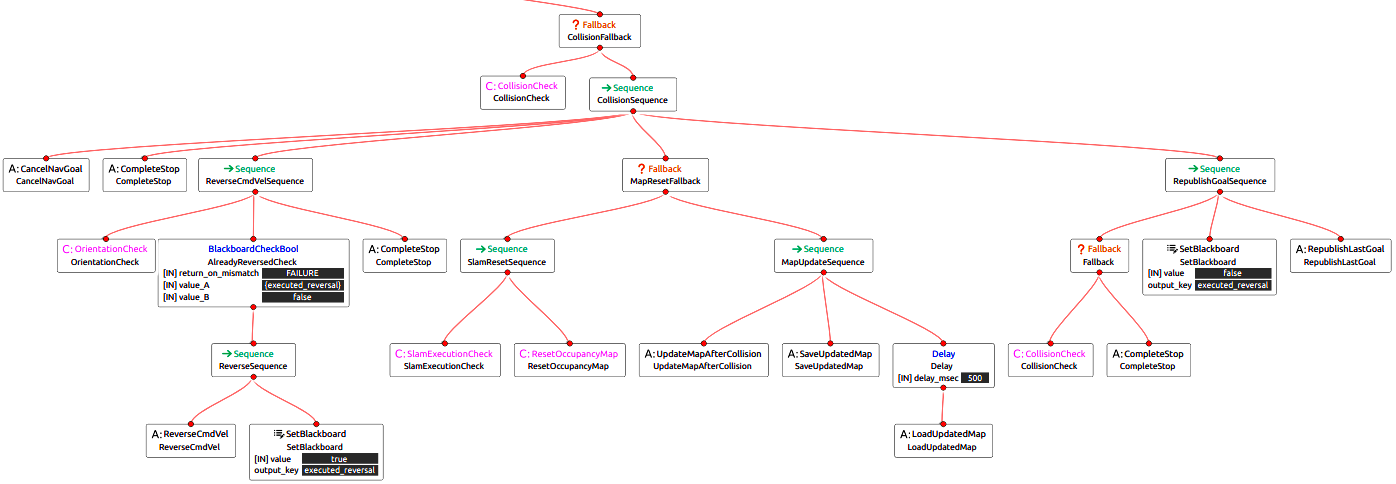 ? Fallback
CollisionFallback
C: CollisionCheck
CollisionCheck
→ Sequence
CollisionSequence
A: CancelNavGoal
CancelNavGoal
A: CompleteStop
CompleteStop
→ Sequence
ReverseCmdVelSequence
? Fallback
MapResetFallback
→ Sequence
RepublishGoalSequence
C: OrientationCheck
OrientationCheck
BlackboardCheckBool
AlreadyReversedCheck
[IN] return_on_mismatch FAILURE
[IN] value_A {executed_reversal}
[IN] value_B false
A: CompleteStop
CompleteStop
→ Sequence
SlamResetSequence
→ Sequence
MapUpdateSequence
? Fallback
Fallback
SetBlackboard
SetBlackboard
[IN] value false
output_key executed_reversal
A: RepublishLastGoal
RepublishLastGoal
→ Sequence
ReverseSequence
C: SlamExecutionCheck
SlamExecutionCheck
C: ResetOccupancyMap
ResetOccupancyMap
A: UpdateMapAfterCollision
UpdateMapAfterCollision
A: SaveUpdatedMap
SaveUpdatedMap
Delay
Delay
[IN] delay_msec 500
C: CollisionCheck
CollisionCheck
A: CompleteStop
CompleteStop
A: ReverseCmdVel
ReverseCmdVel
SetBlackboard
SetBlackboard
[IN] value true
output_key executed_reversal
A: LoadUpdatedMap
LoadUpdatedMap